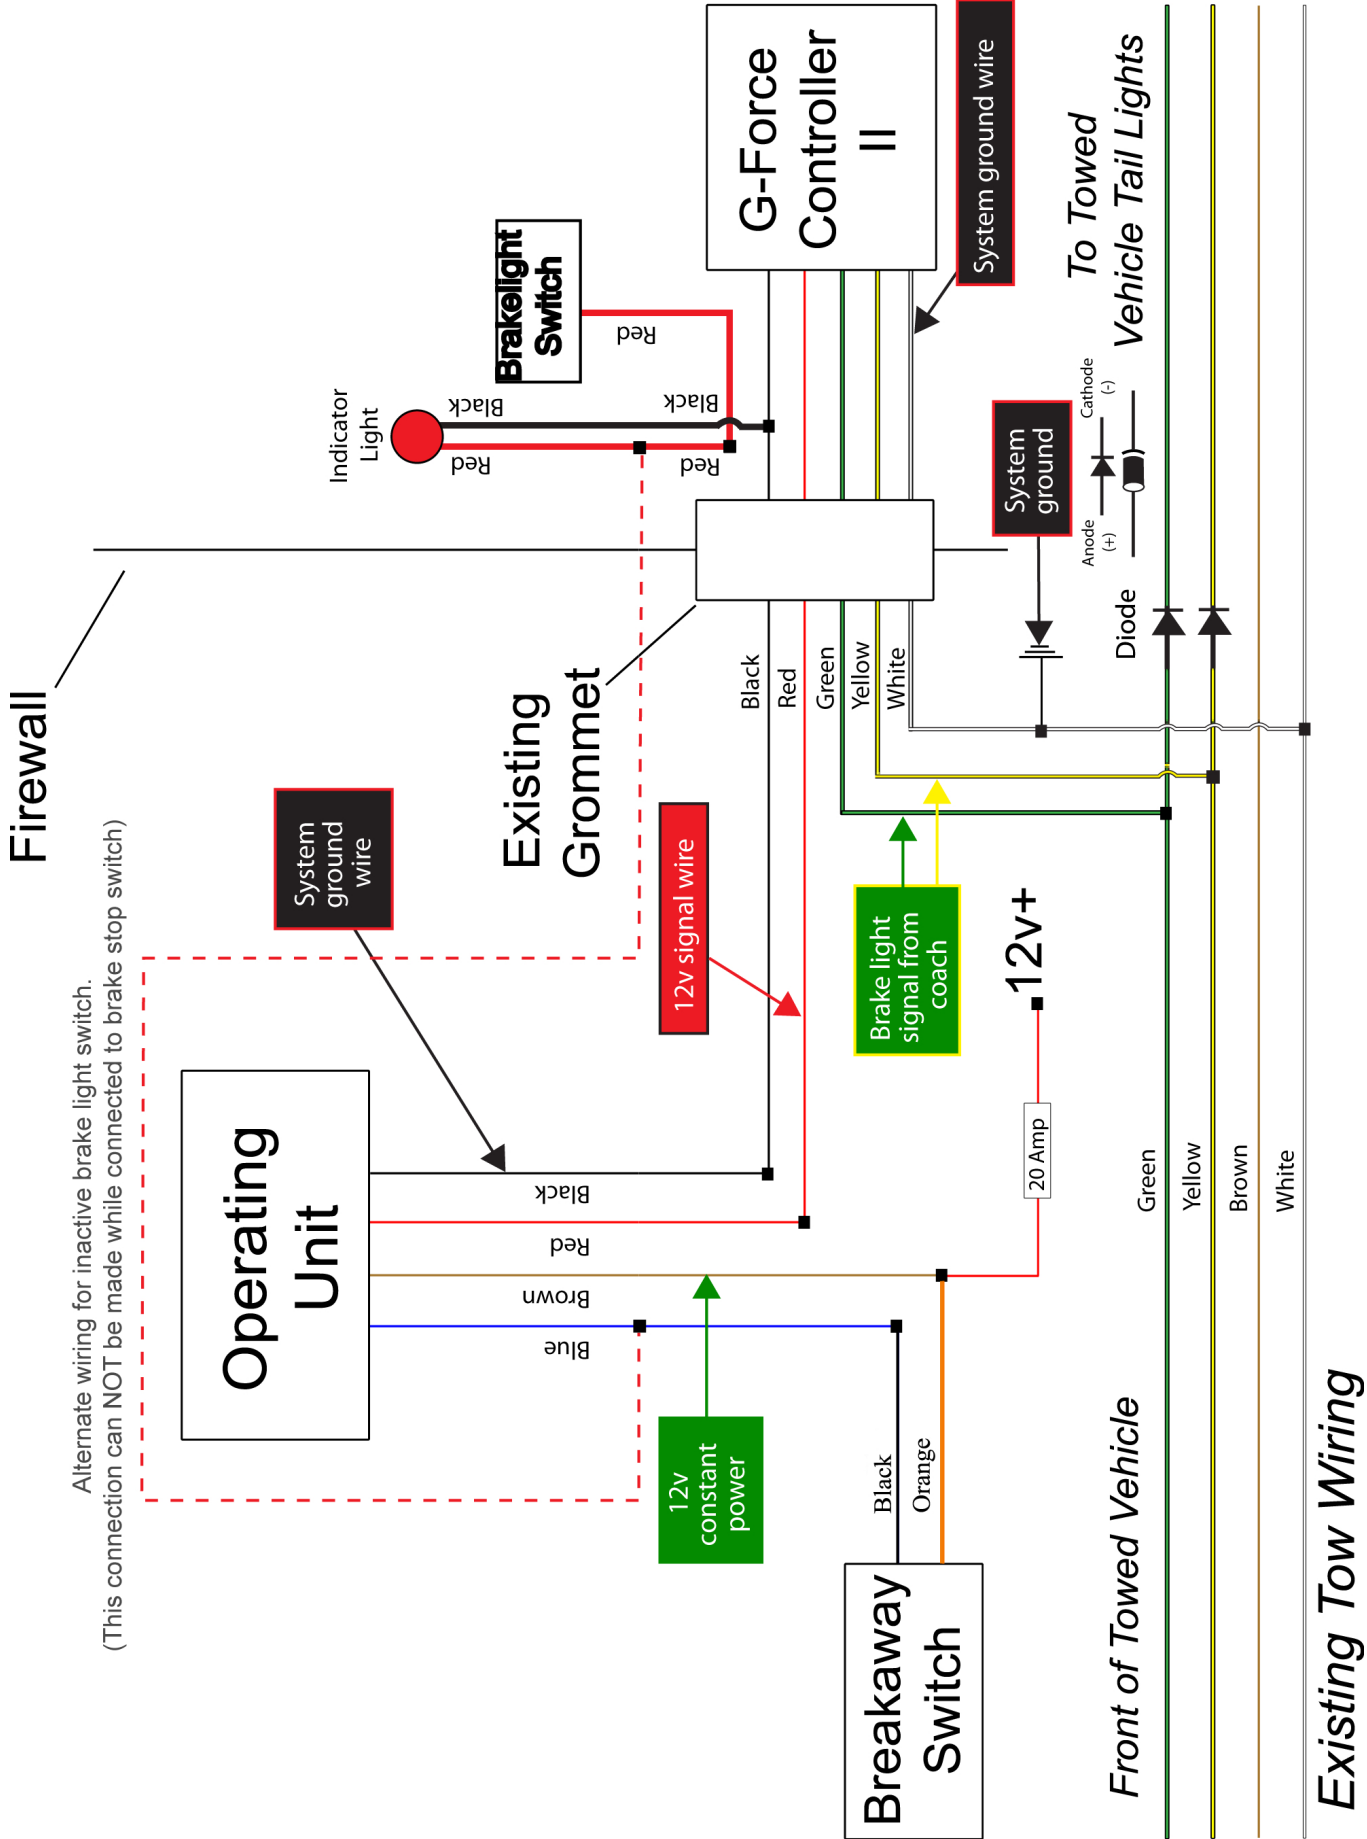 Alternate wiring for inactive brake light switch.
(This connection can NOT be made while connected to brake stop switch)
Firewall
Operating
Unit
System
ground
wire
Existing
Grommet
Indicator
Light
Brakelight
Switch
Red
Black
Red
Black
Red
G-Force
Controller
II
System ground wire
Blue
Brown
Red
Black
12v
constant
power
12v signal wire
Black
Red
Green
Yellow
White
Brake light
signal from
coach
12v+
20 Amp
System
ground
Breakaway
Switch
Black
Orange
Diode
Anode
(+)
Cathode
(-)
To Towed
Vehicle Tail Lights
Front of Towed Vehicle
Green
Yellow
Brown
White
Existing Tow Wiring